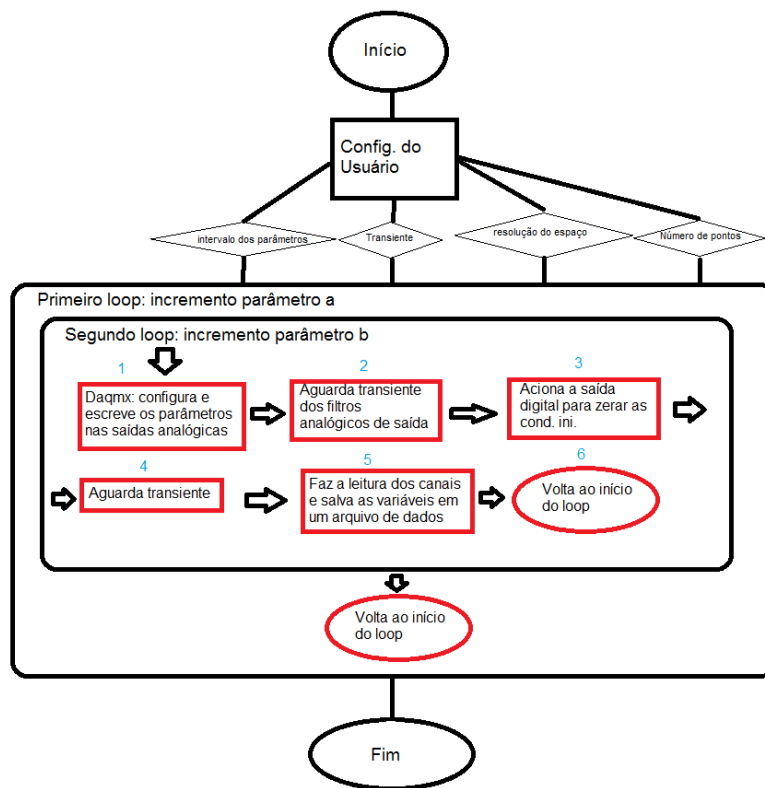 Início
Config. do
Usuário
intervalo dos parâmetros
Transiente
resolução do espaço
Número de pontos
Primeiro loop: incremento parâmetro a
Segundo loop: incremento parâmetro b
1
Daqmx: configura e
escreve os parâmetros
nas saídas analógicas
2
Aguarda transiente
dos filtros
analógicos de saída
3
Aciona a saída
digital para zerar as
cond. ini.
4
Aguarda transiente
5
Faz a leitura dos canais
e salva as variáveis em
um arquivo de dados
6
Volta ao início
do loop
Volta ao início
do loop
Fim